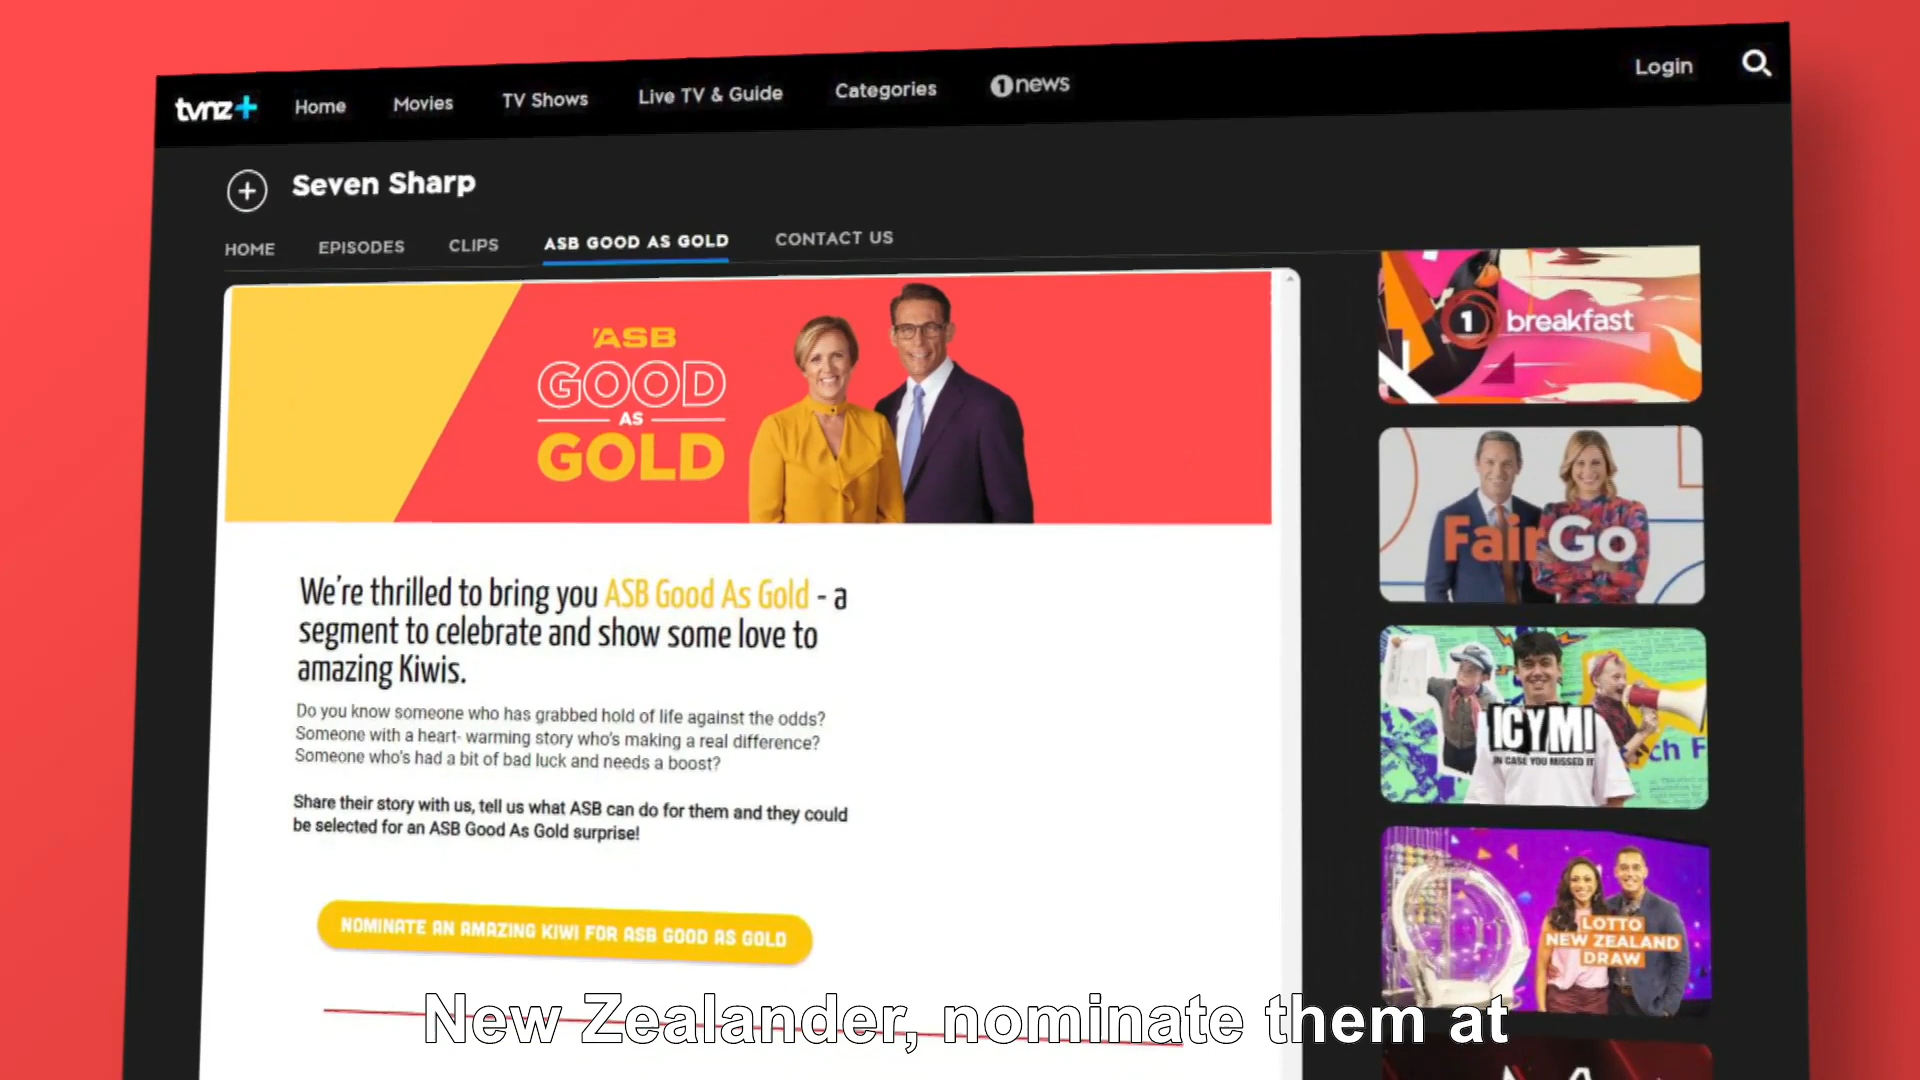 tvnz+ Home Movies TV Shows Live TV & Guide Categories 1news Login
Seven Sharp
HOME EPISODES CLIPS ASB GOOD AS GOLD CONTACT US
ASB
GOOD
AS
GOLD
We're thrilled to bring you ASB Good As Gold - a
segment to celebrate and show some love to
amazing Kiwis.
Do you know someone who has grabbed hold of life against the odds?
Someone with a heart- warming story who's making a real difference?
Someone who's had a bit of bad luck and needs a boost?
Share their story with us, tell us what ASB can do for them and they could
be selected for an ASB Good As Gold surprise!
NOMINATE AN AMAZING KIWI FOR ASB GOOD AS GOLD
1 breakfast
FairGo
ICYMI
IN CASE YOU MISSED IT
LOTTO
NEW ZEALAND
DRAW
New Zealander, nominate them at